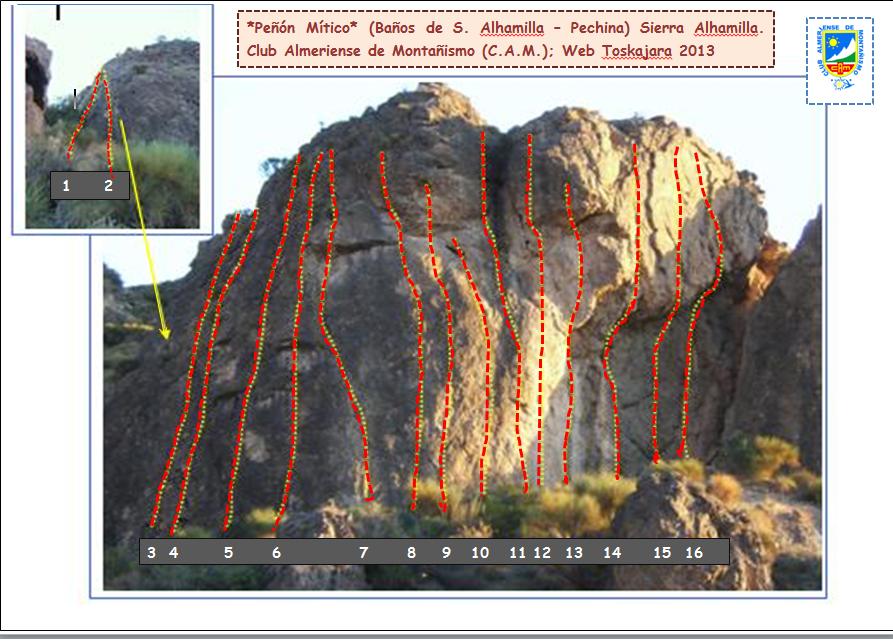 *Peñón Mítico* (Baños de S. Alhamilla – Pechina) Sierra Alhamilla.
Club Almeriense de Montañismo (C.A.M.); Web Toskajara 2013
CLUB ALMERIENSE DE MONTAÑISMO
CAM
1 2
3 4 5 6 7 8 9 10 11 12 13 14 15 16